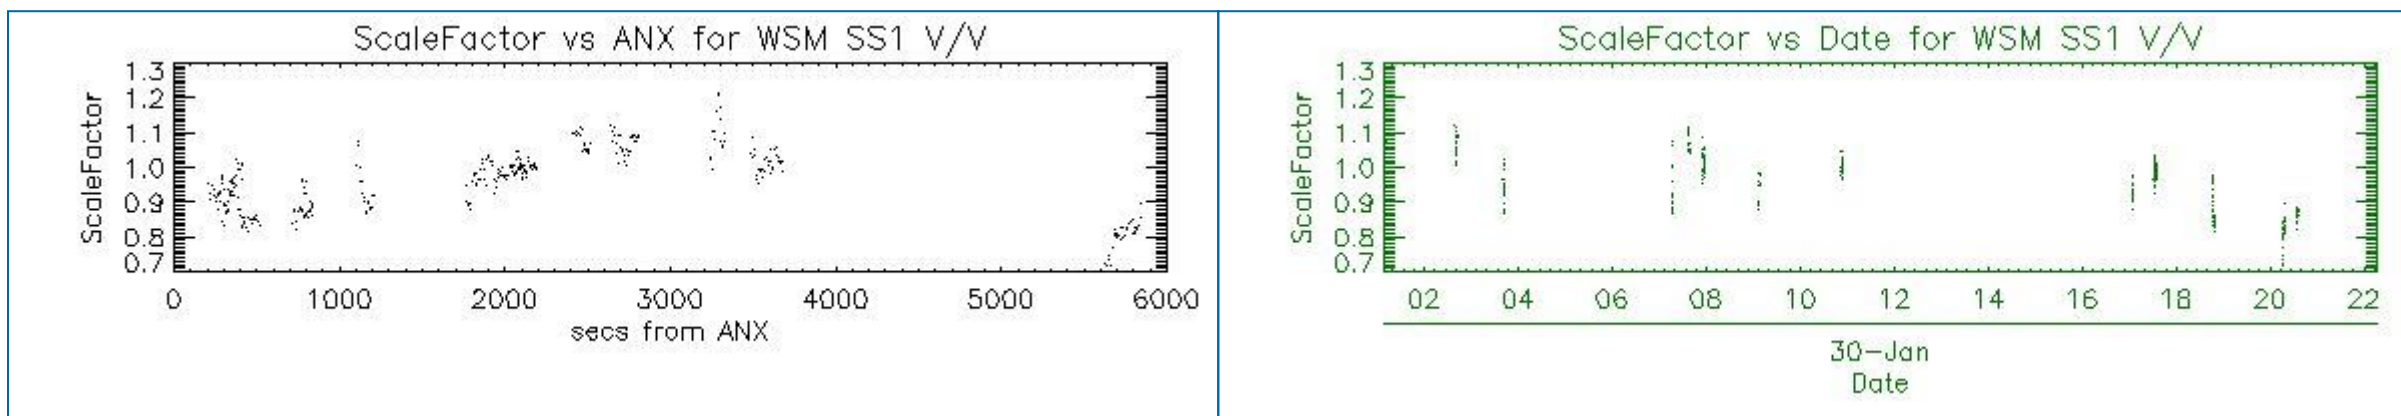 ScaleFactor vs ANX for WSM SS1 V/V
ScaleFactor
1.3
1.2
1.1
1.0
0.9
0.8
0.7
0 1000 2000 3000 4000 5000 6000
secs from ANX
ScaleFactor vs Date for WSM SS1 V/V
ScaleFactor
1.3
1.2
1.1
1.0
0.9
0.8
0.7
02 04 06 08 10 12 14 16 18 20 22
30-Jan
Date